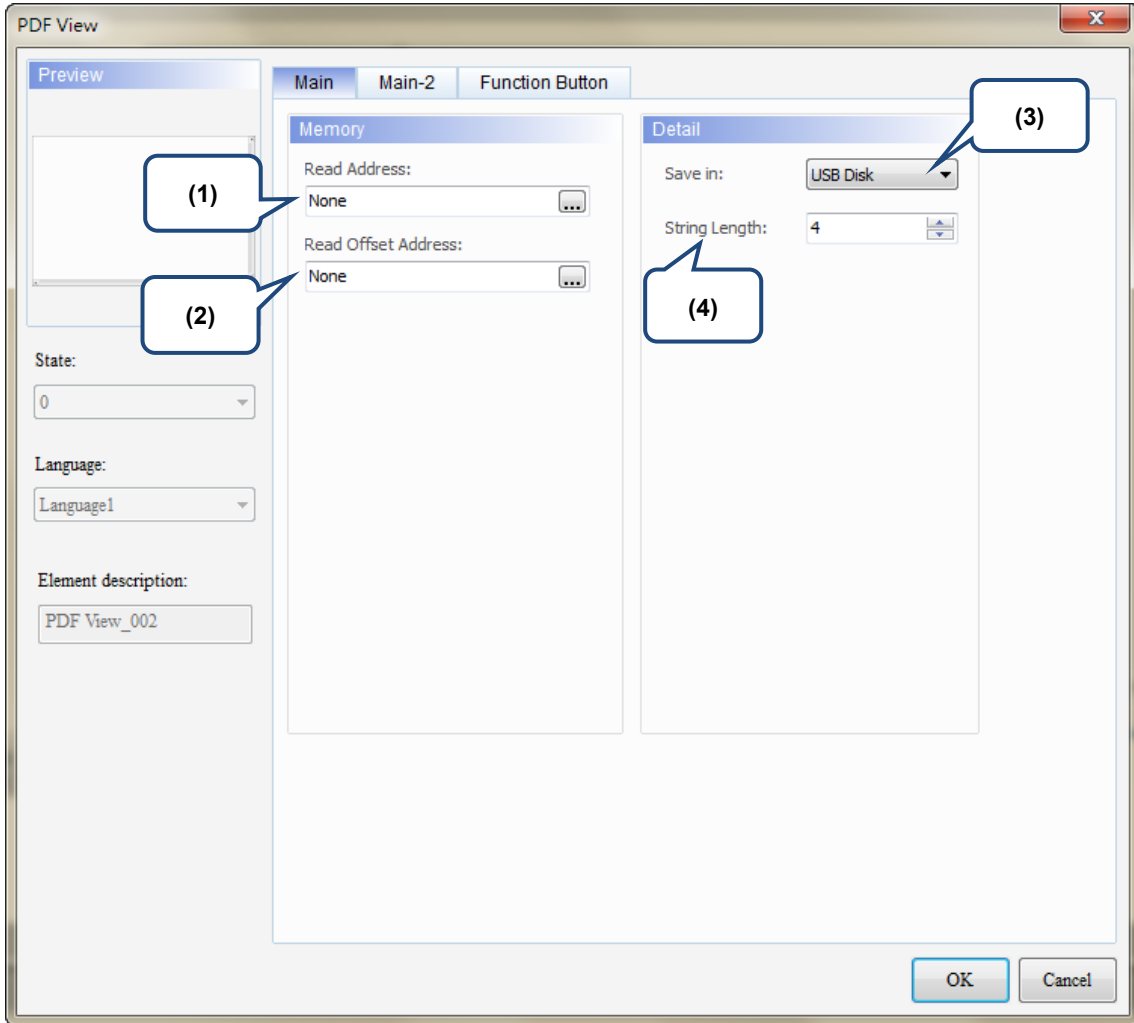 PDF View
Preview
State:
0
Language:
Language1
Element description:
PDF View_002
Main
Main-2
Function Button
Memory
Read Address:
None
...
Read Offset Address:
None
...
(1)
(2)
Detail
Save in:
USB Disk
String Length:
4
(3)
(4)
OK
Cancel